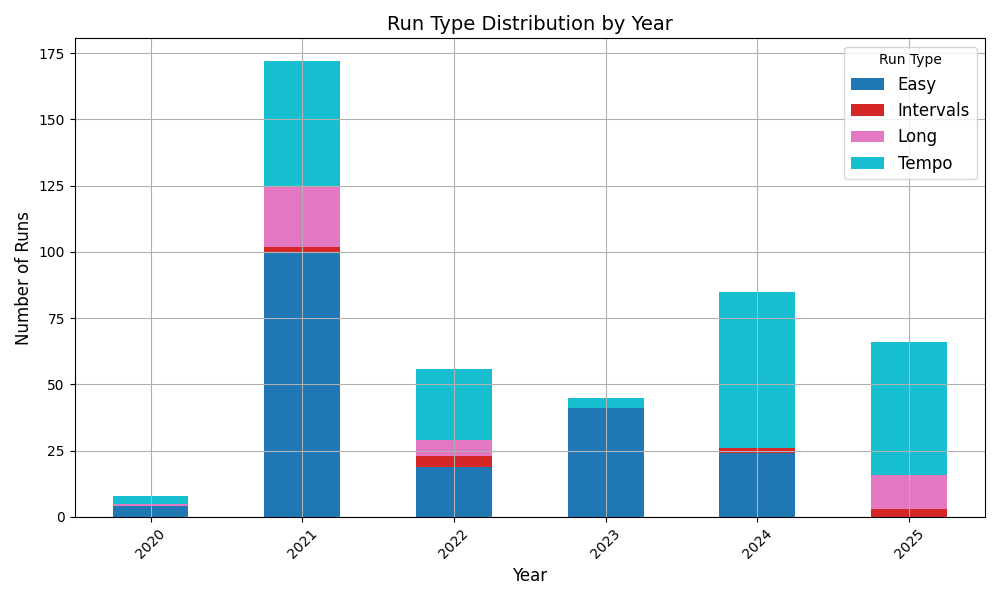 Run Type Distribution by Year
Number of Runs
175
150
125
100
75
50
25
0
Run Type
Easy
Intervals
Long
Tempo
2020
2021
2022
2023
2024
2025
Year